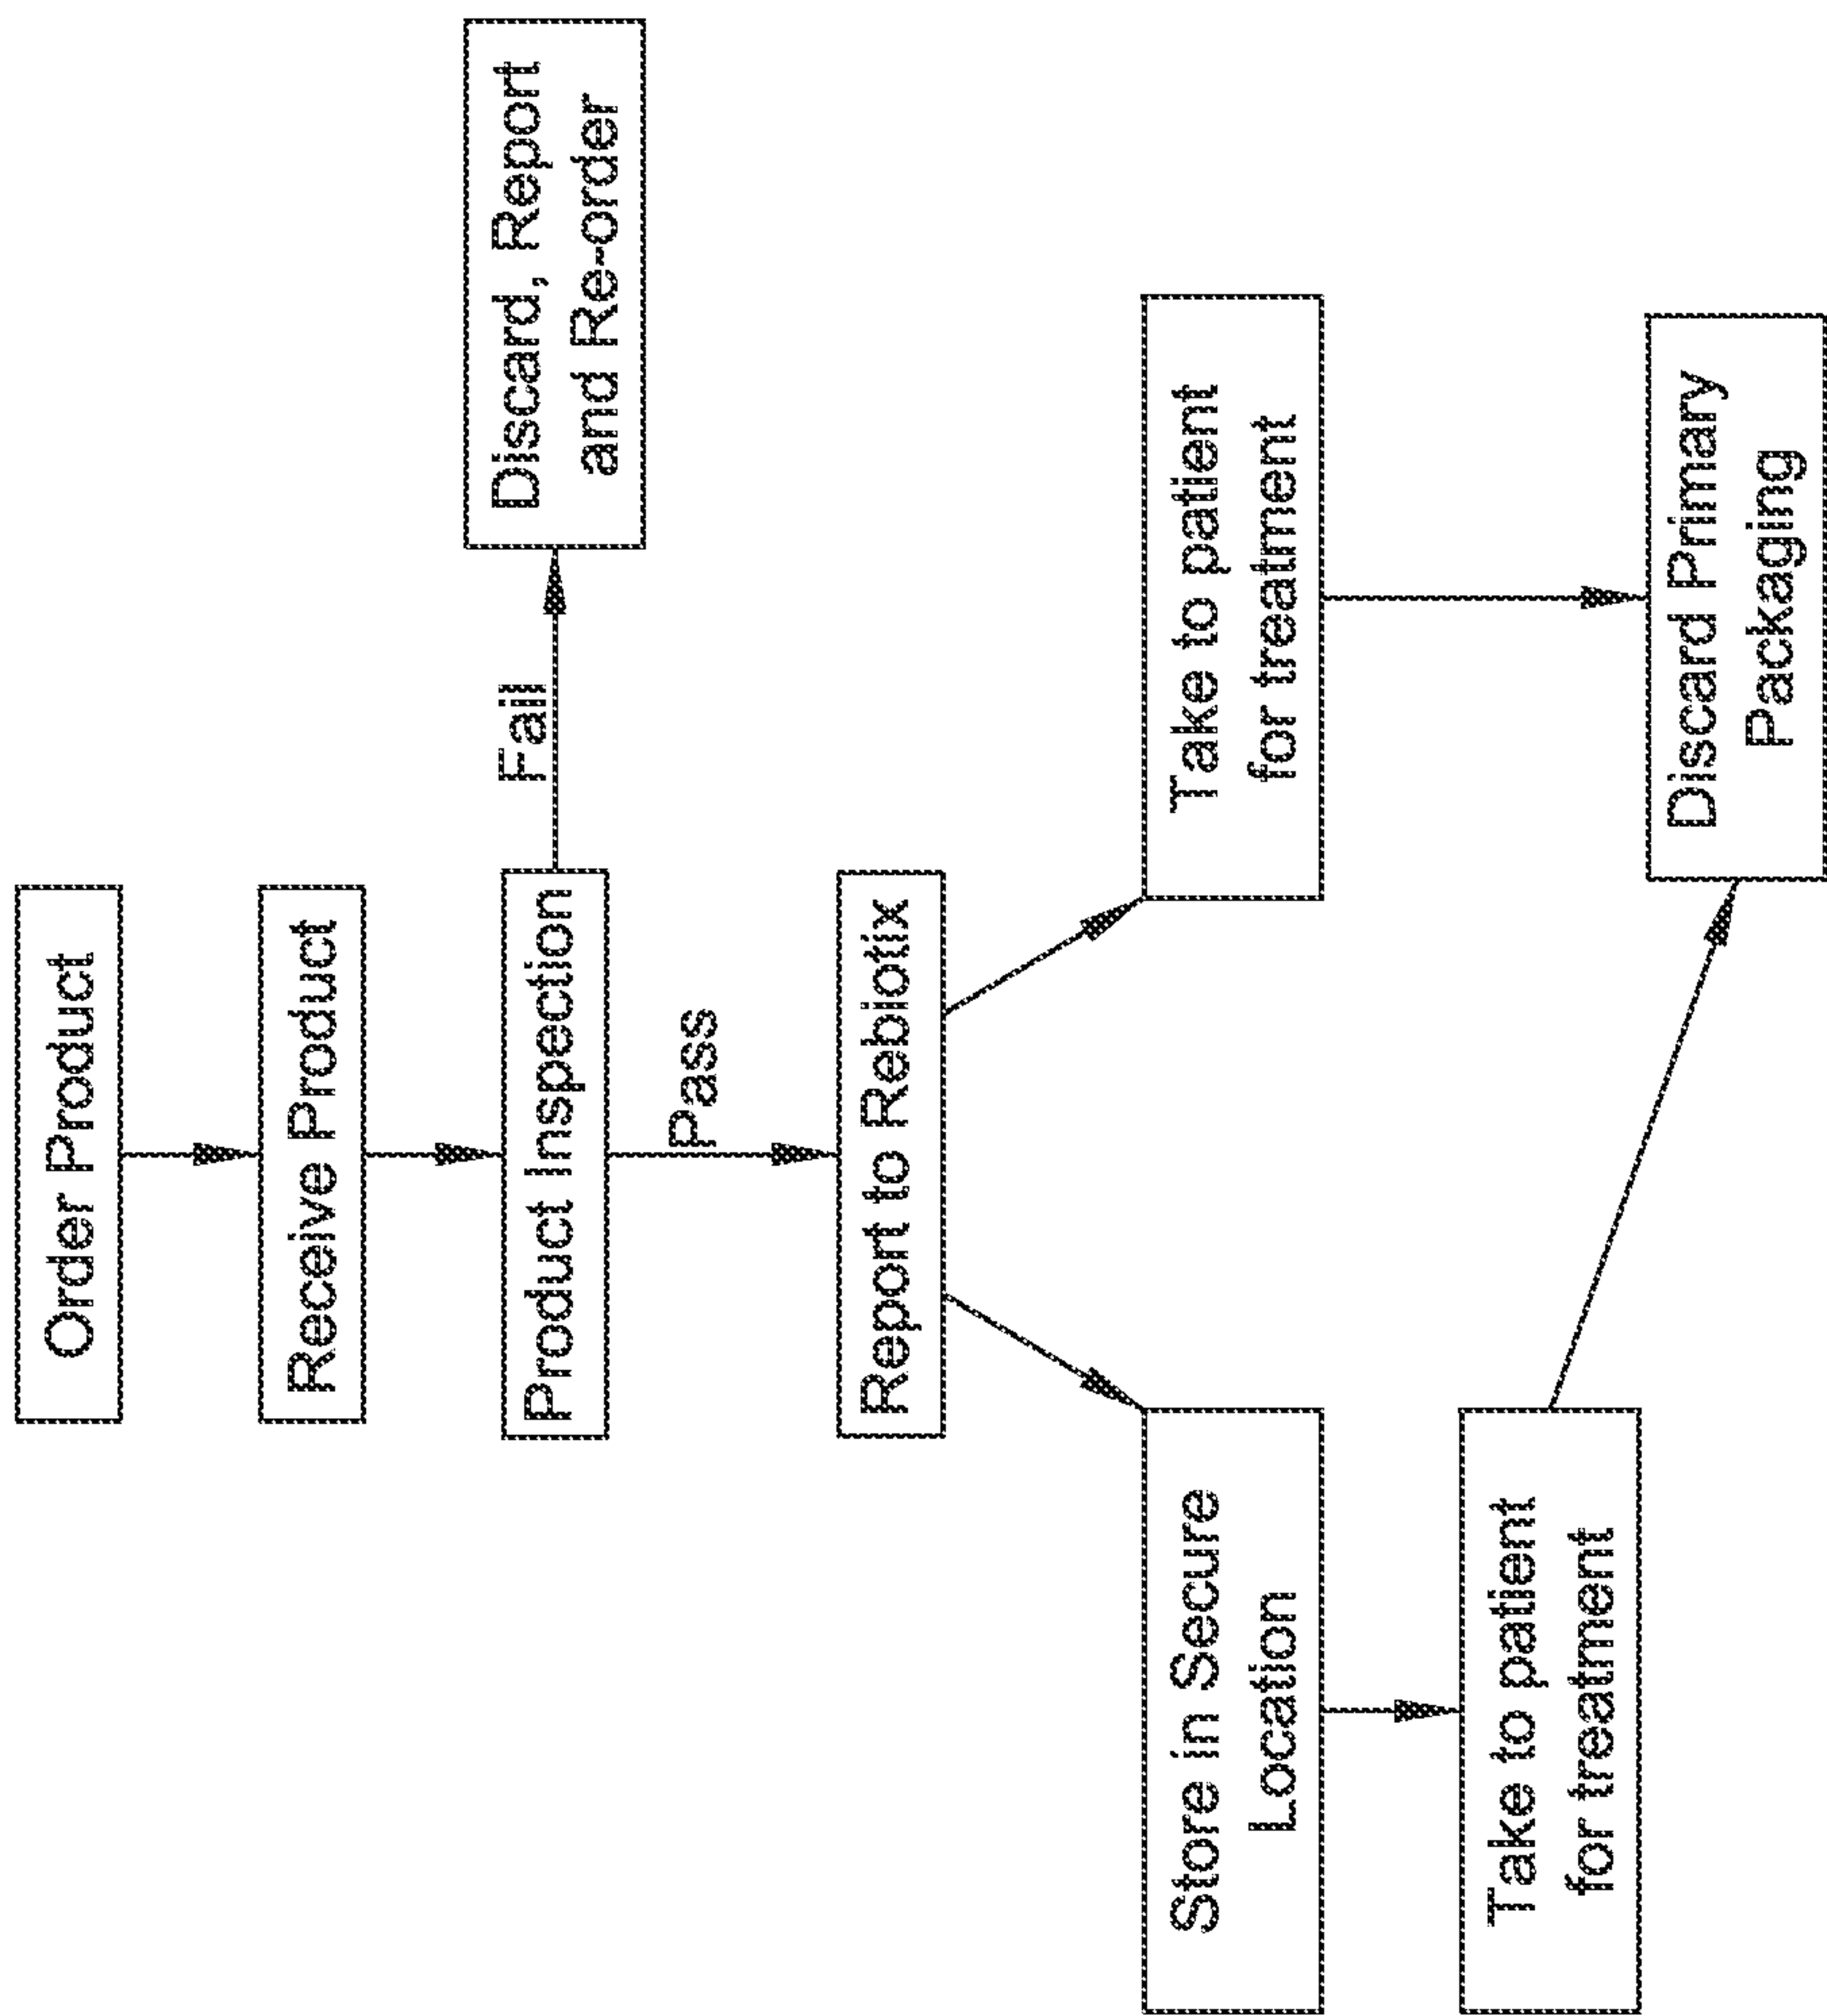 Order Product
Receive Product
Product Inspection
Fail
Discard, Report
and Re-order
Pass
Report to Rebiotix
Store in Secure
Location
Take to patient
for treatment
Take to patient
for treatment
Discard Primary
Packaging